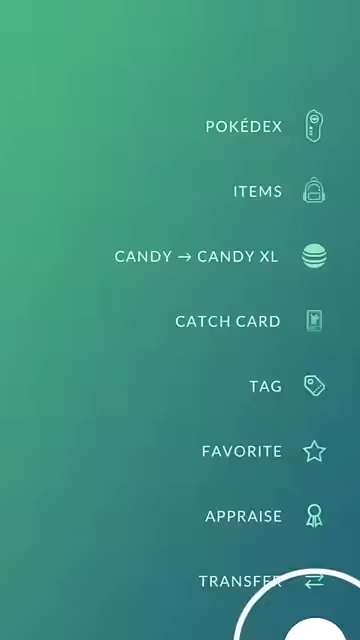 POKÉDEX
ITEMS
CANDY → CANDY XL
CATCH CARD
TAG
FAVORITE
APPRAISE
TRANSFER